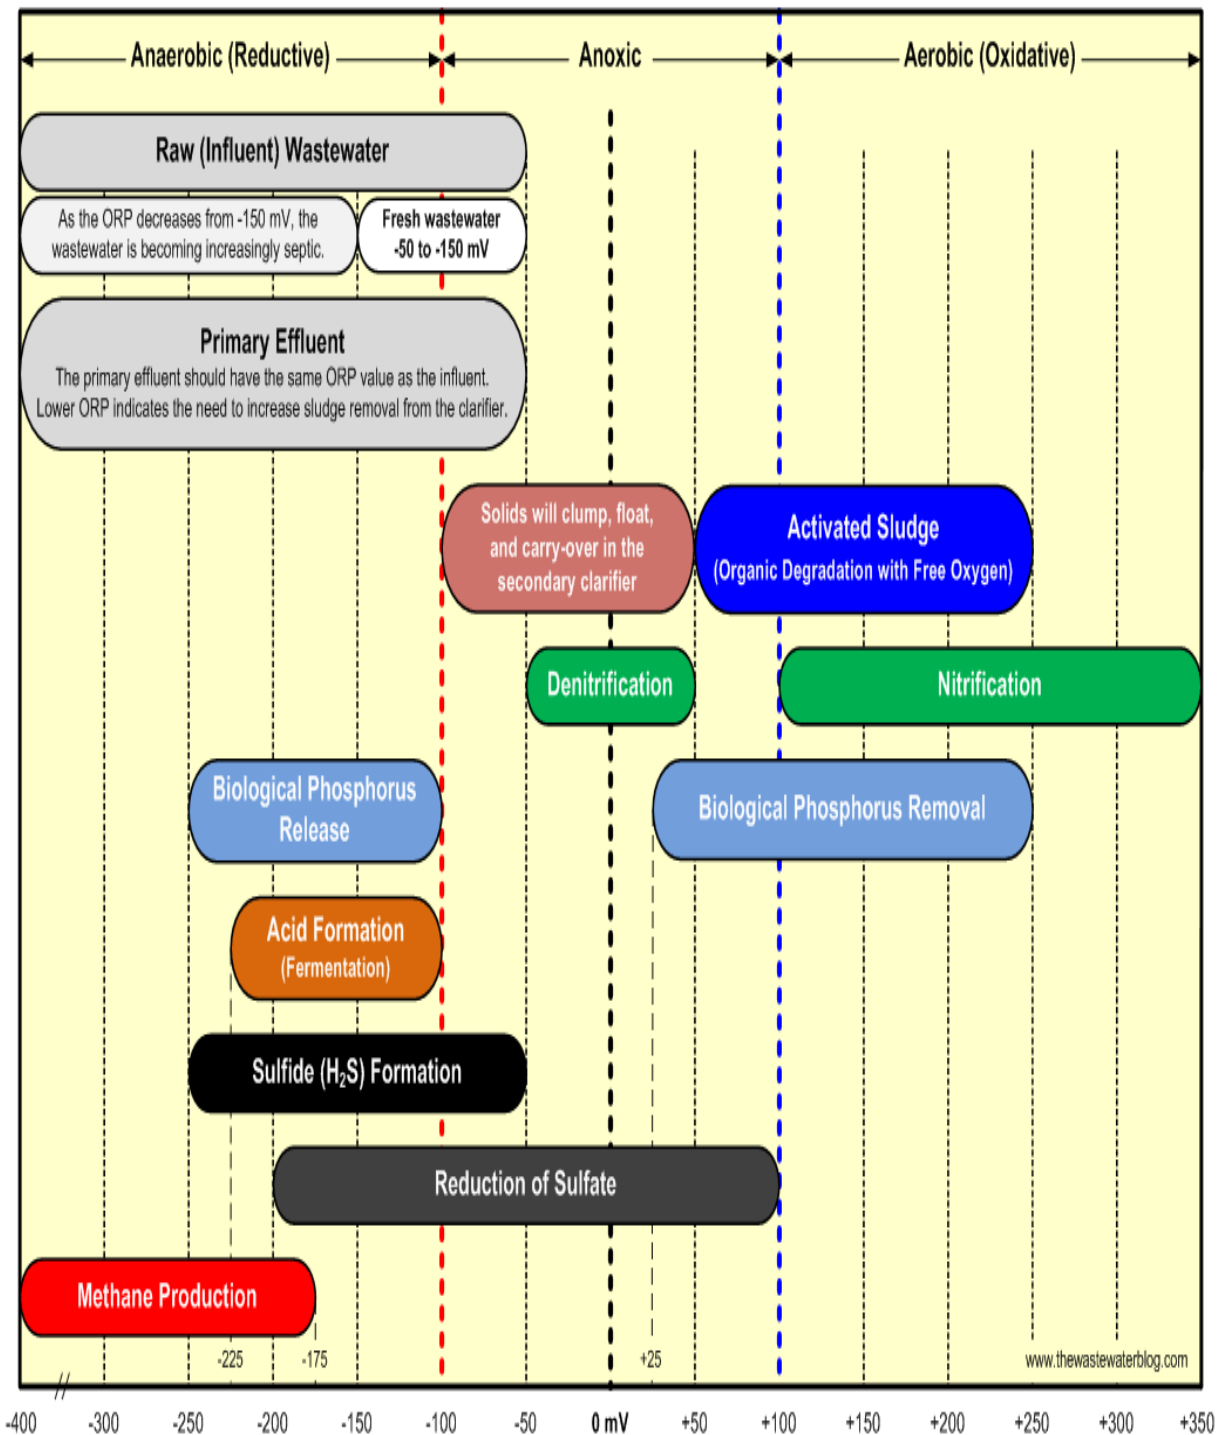 Anaerobic (Reductive)
Anoxic
Aerobic (Oxidative)
Raw (Influent) Wastewater
As the ORP decreases from -150 mV, the
wastewater is becoming increasingly septic.
Fresh wastewater
-50 to -150 mV
Primary Effluent
The primary effluent should have the same ORP value as the influent.
Lower ORP indicates the need to increase sludge removal from the clarifier.
Solids will clump, float,
and carry-over in the
secondary clarifier
Activated Sludge
(Organic Degradation with Free Oxygen)
Denitrification
Nitrification
Biological Phosphorus
Release
Biological Phosphorus Removal
Acid Formation
(Fermentation)
Sulfide (H₂S) Formation
Reduction of Sulfate
Methane Production
-225
-175
+25
www.thewastewaterblog.com
-400
-300
-250
-200
-150
-100
-50
0 mV
+50
+100
+150
+200
+250
+300
+350